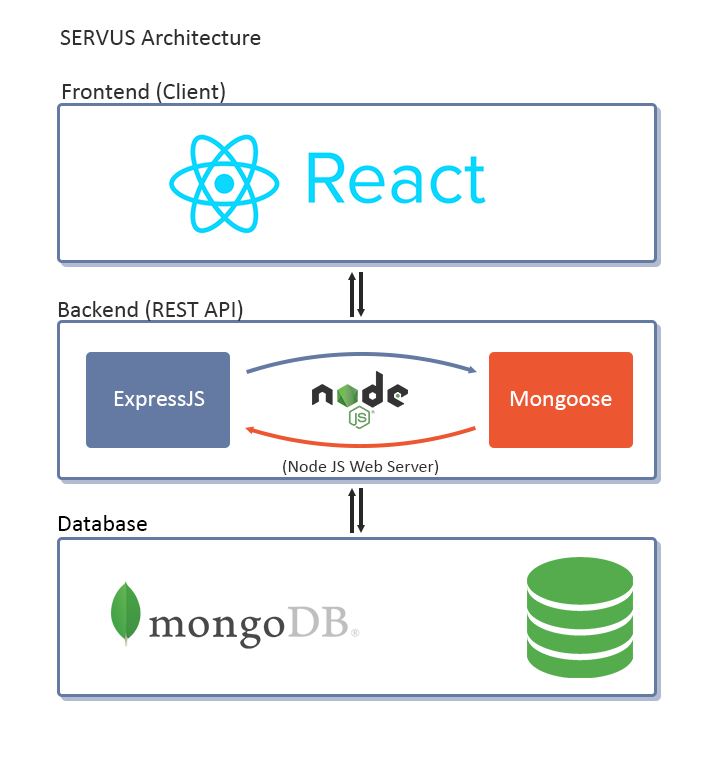 SERVUS Architecture
Frontend (Client)
React
Backend (REST API)
ExpressJS
node
JS
Mongoose
(Node JS Web Server)
Database
mongoDB®